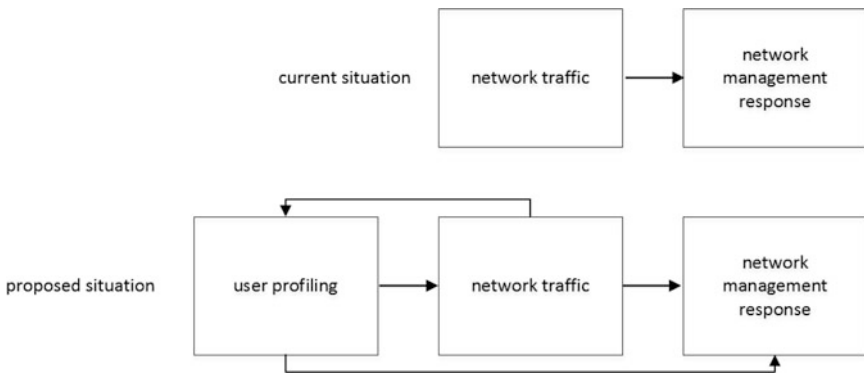 current situation
network traffic
network
management
response
proposed situation
user profiling
network traffic
network
management
response